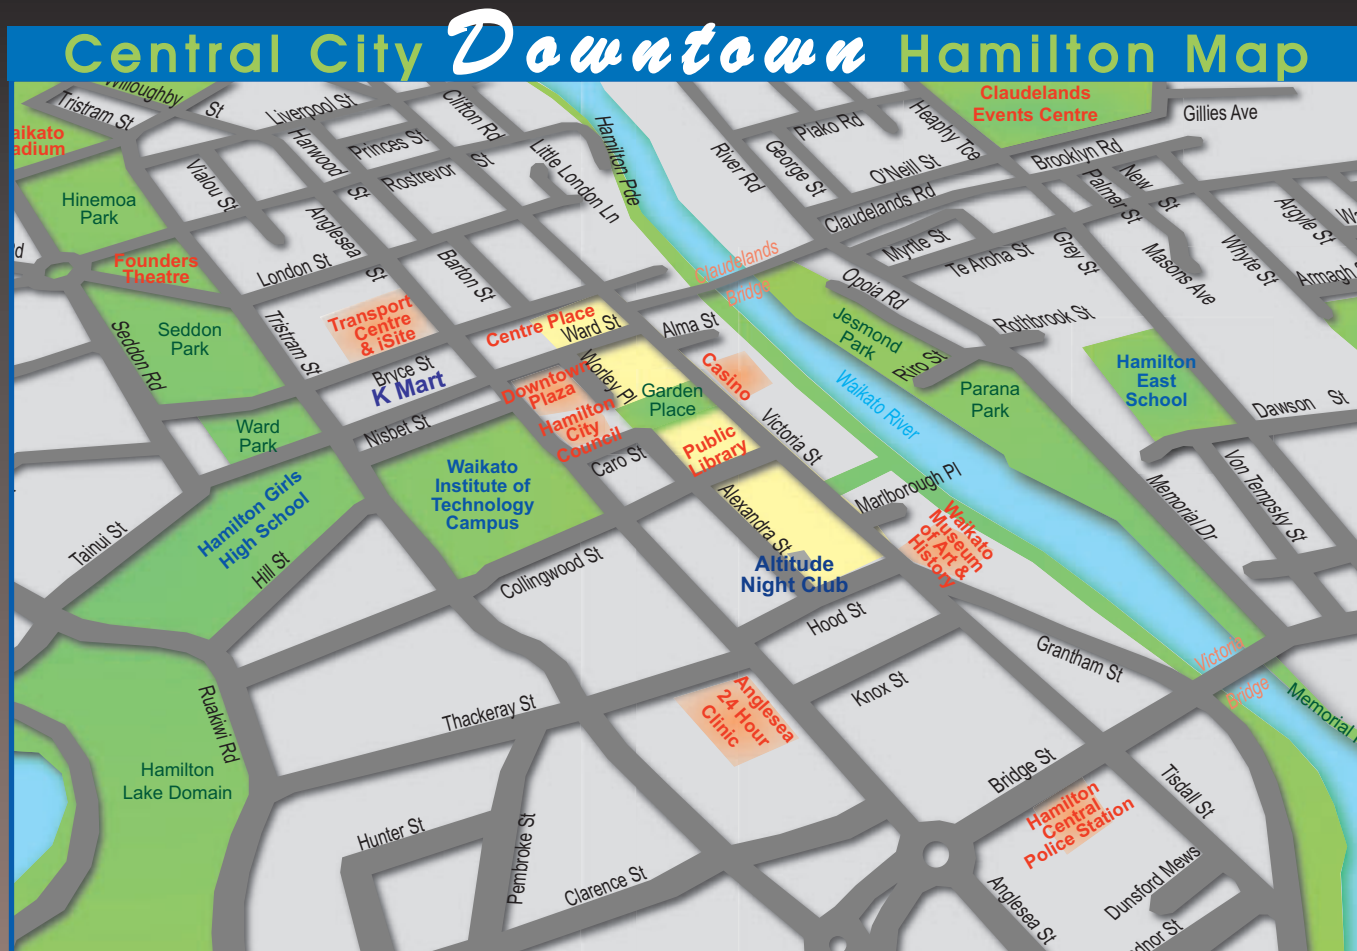 Central City Downtown Hamilton Map
Willoughby
St
Tristram St
Liverpool St
Clifton Rd
Hamilton Pde
Piako Rd
Heaphy Tce
Claudelands
Events Centre
Gillies Ave
Harwood
St
Princes St
Rostrevor
St
Little London Ln
River Rd
George St
O'Neill St
Brooklyn Rd
Vialou St
Hinemoa
Park
Claudelands Rd
Palmer St
New
St
Argyle St
Founders
Theatre
London St
Anglesea
St
Barton St
Claudelands
Bridge
Myrtle St
Te Aroha St
Grey St
Masons Ave
Whyte St
Armagh
Opoia Rd
Seddon Rd
Seddon
Park
Tristram St
Transport
Centre
& iSite
Centre Place
Ward St
Alma St
Jesmond
Park
Rothbrook St
Riro St
Bryce St
K Mart
Worley Pl
Downtown
Plaza
Hamilton
City
Council
Garden
Place
Casino
Waikato River
Parana
Park
Hamilton
East
School
Dawson St
Ward
Park
Nisbet St
Caro St
Public
Library
Victoria St
Marlborough Pl
Memorial Dr
Von Tempsky St
Waikato
Institute of
Technology
Campus
Hamilton Girls
High School
Tainui St
Hill St
Alexandra St
Altitude
Night Club
Waikato
Museum
of Art &
History
Collingwood St
Hood St
Grantham St
Victoria
Bridge
Memorial
Knox St
Ruakiwi Rd
Thackeray St
Anglesea
24 Hour
Clinic
Hamilton
Lake Domain
Bridge St
Tisdall St
Hamilton
Central
Police Station
Hunter St
Pembroke St
Clarence St
Anglesea St
Dunsford Mews